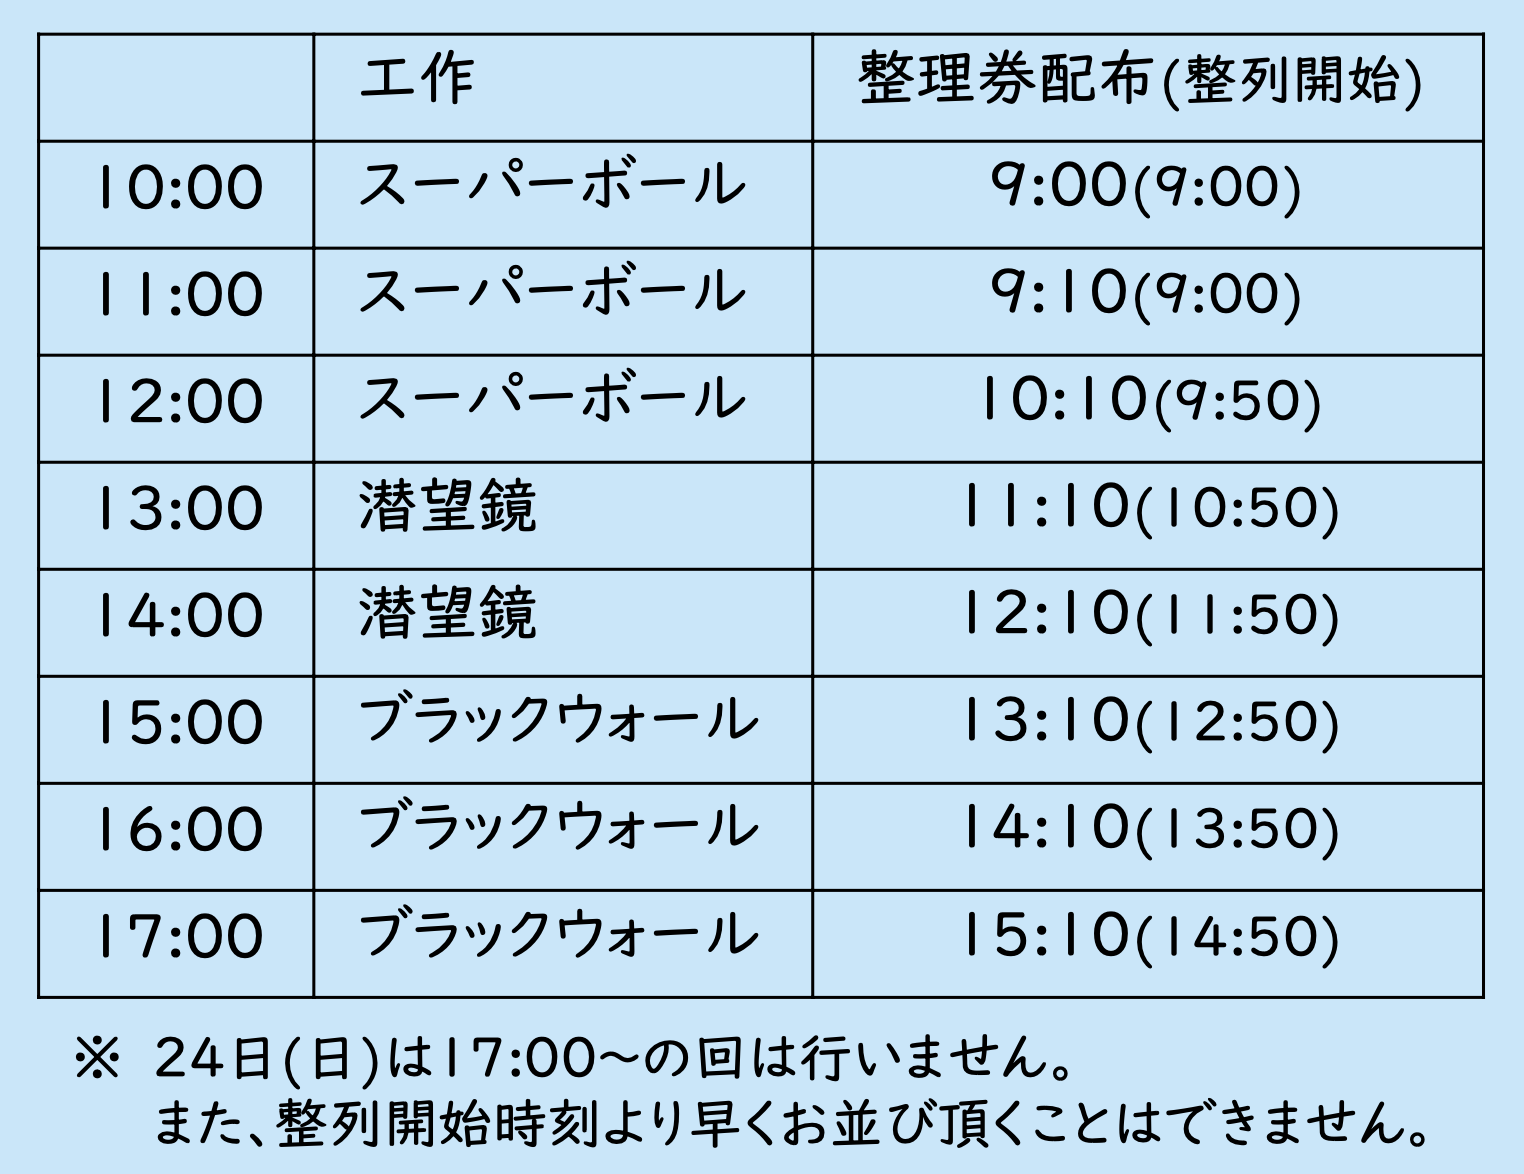 工作 整理券配布(整列開始)
10:00 スーパーボール 9:00(9:00)
11:00 スーパーボール 9:10(9:00)
12:00 スーパーボール 10:10(9:50)
13:00 潜望鏡 11:10(10:50)
14:00 潜望鏡 12:10(11:50)
15:00 ブラックウォール 13:10(12:50)
16:00 ブラックウォール 14:10(13:50)
17:00 ブラックウォール 15:10(14:50)
※ 24日(日)は17:00~の回は行いません。
また、整列開始時刻より早くお並び頂くことはできません。